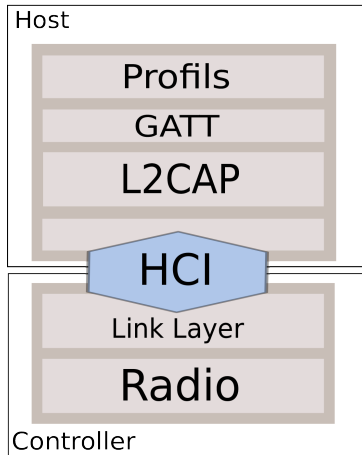 Host
Profils
GATT
L2CAP
HCI
Link Layer
Radio
Controller